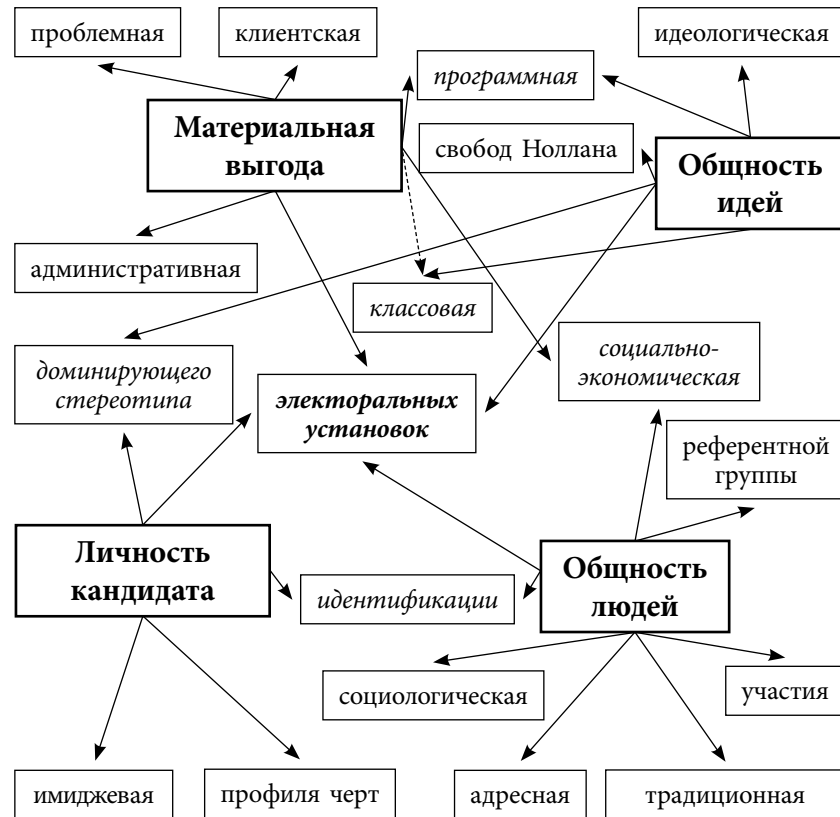 проблемная
клиентская
идеологическая
программная
Материальная
выгода
свобод Ноллана
Общность
идей
административная
классовая
доминирующего
стереотипа
электоральных
установок
социально-
экономическая
референтной
группы
Личность
кандидата
идентификации
Общность
людей
социологическая
участия
имиджевая
профиля черт
адресная
традиционная